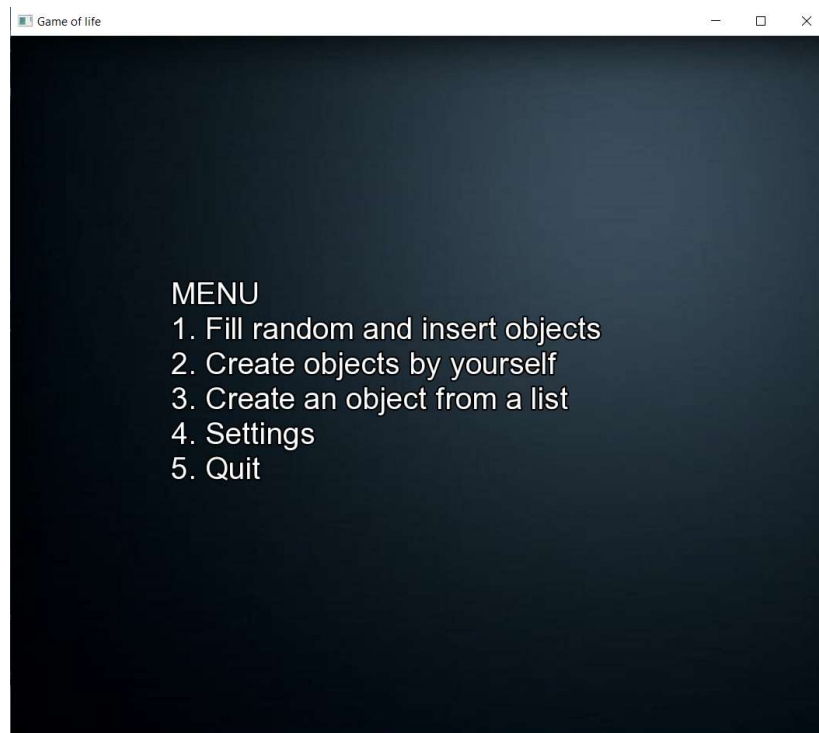 Game of life
MENU
1. Fill random and insert objects
2. Create objects by yourself
3. Create an object from a list
4. Settings
5. Quit